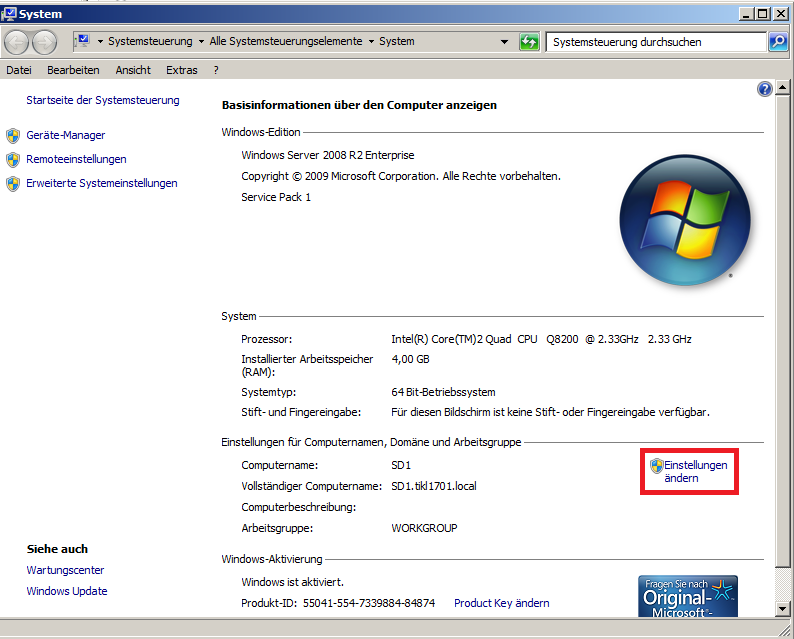 System
Systemsteuerung Alle Systemsteuerungselemente System
Systemsteuerung durchsuchen
Datei Bearbeiten Ansicht Extras ?
Startseite der Systemsteuerung
Geräte-Manager
Remoteeinstellungen
Erweiterte Systemeinstellungen
Siehe auch
Wartungscenter
Windows Update
Basisinformationen über den Computer anzeigen
Windows-Edition
Windows Server 2008 R2 Enterprise
Copyright © 2009 Microsoft Corporation. Alle Rechte vorbehalten.
Service Pack 1
System
Prozessor: Intel(R) Core(TM)2 Quad CPU Q8200 @ 2.33GHz 2.33 GHz
Installierter Arbeitsspeicher 4,00 GB
(RAM):
Systemtyp: 64 Bit-Betriebssystem
Stift- und Fingereingabe: Für diesen Bildschirm ist keine Stift- oder Fingereingabe verfügbar.
Einstellungen für Computernamen, Domäne und Arbeitsgruppe
Computername: SD1
Vollständiger Computername: SD1.tikl1701.local
Computerbeschreibung:
Arbeitsgruppe: WORKGROUP
Einstellungen
ändern
Windows-Aktivierung
Windows ist aktiviert.
Produkt-ID: 55041-554-7339884-84874 Product Key ändern
Fragen Sie nach
Original-
Microsoft-